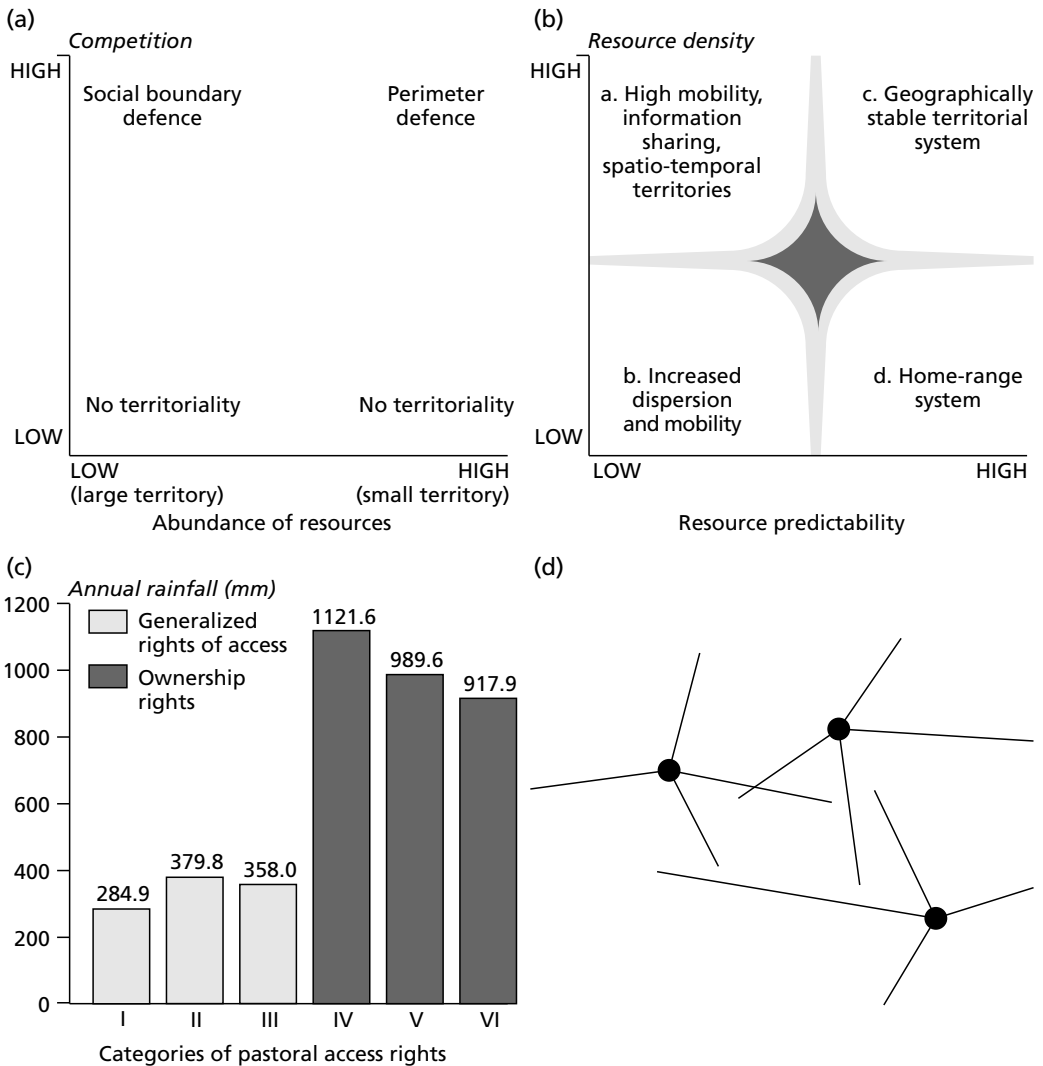 (a)
Competition
HIGH
Social boundary
defence
Perimeter
defence
No territoriality
No territoriality
LOW
LOW
(large territory)
HIGH
(small territory)
Abundance of resources
(b)
Resource density
HIGH
a. High mobility,
information
sharing,
spatio-temporal
territories
c. Geographically
stable territorial
system
b. Increased
dispersion
and mobility
d. Home-range
system
LOW
LOW
HIGH
Resource predictability
(c)
Annual rainfall (mm)
1200
1000
800
600
400
200
0
Generalized
rights of access
Ownership
rights
284.9
379.8
358.0
1121.6
989.6
917.9
I
II
III
IV
V
VI
Categories of pastoral access rights
(d)